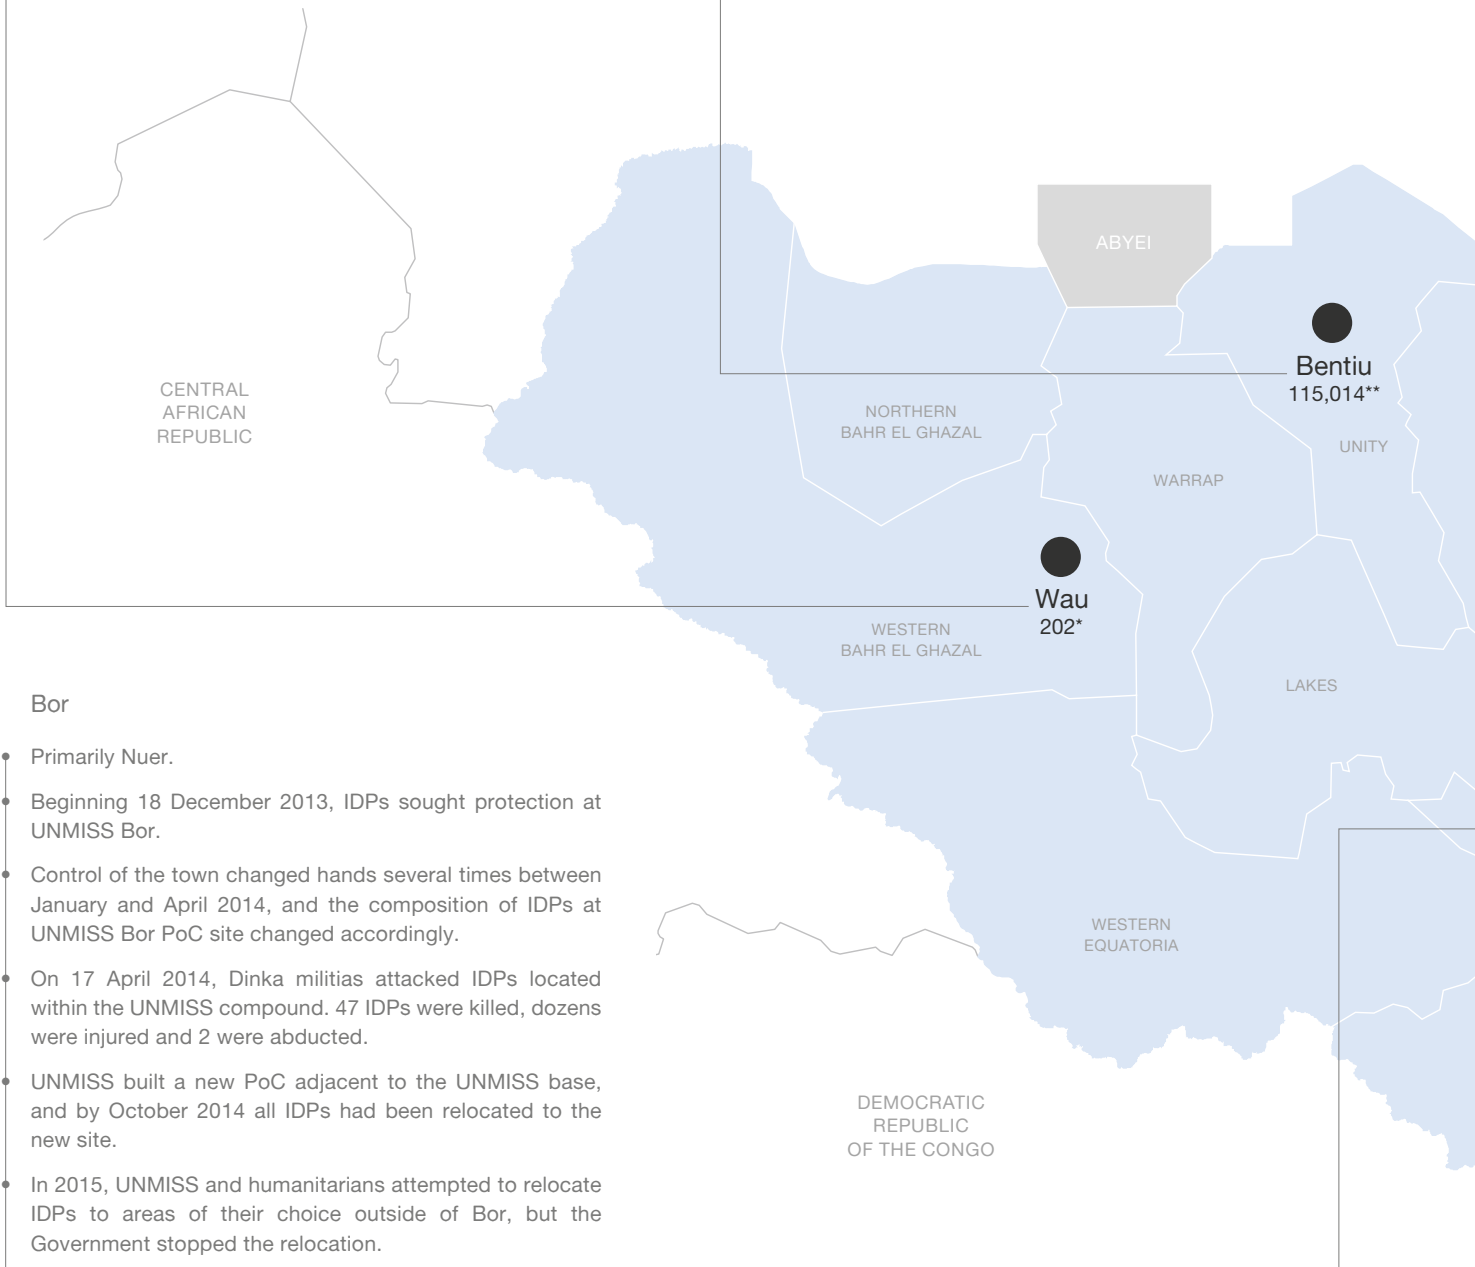 ABYEI
Bentiu
115,014**
CENTRAL
AFRICAN
REPUBLIC
NORTHERN
BAHR EL GHAZAL
UNITY
WARRAP
Wau
202*
WESTERN
BAHR EL GHAZAL
LAKES
WESTERN
EQUATORIA
DEMOCRATIC
REPUBLIC
OF THE CONGO
Bor
Primarily Nuer.
Beginning 18 December 2013, IDPs sought protection at
UNMISS Bor.
Control of the town changed hands several times between
January and April 2014, and the composition of IDPs at
UNMISS Bor PoC site changed accordingly.
On 17 April 2014, Dinka militias attacked IDPs located
within the UNMISS compound. 47 IDPs were killed, dozens
were injured and 2 were abducted.
UNMISS built a new PoC adjacent to the UNMISS base,
and by October 2014 all IDPs had been relocated to the
new site.
In 2015, UNMISS and humanitarians attempted to relocate
IDPs to areas of their choice outside of Bor, but the
Government stopped the relocation.